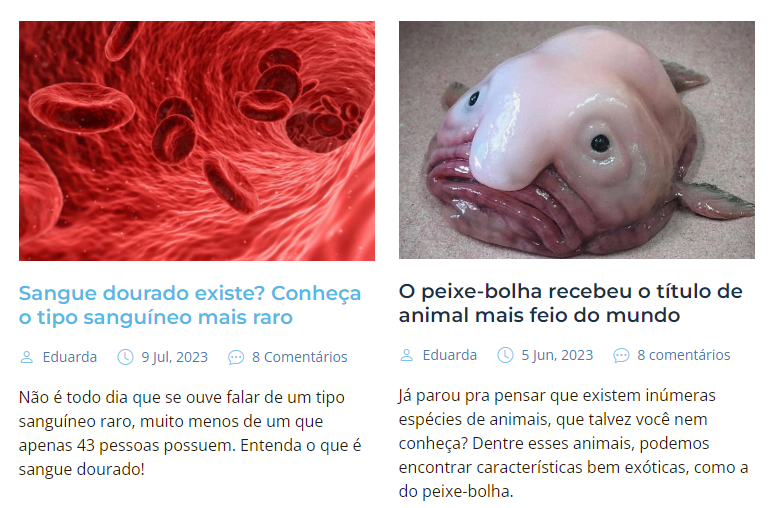 Sangue dourado existe? Conheça
o tipo sanguíneo mais raro
Eduarda 9 Jul, 2023 8 Comentários
Não é todo dia que se ouve falar de um tipo
sanguíneo raro, muito menos de um que
apenas 43 pessoas possuem. Entenda o que é
sangue dourado!
O peixe-bolha recebeu o título de
animal mais feio do mundo
Eduarda 5 Jun, 2023 8 comentários
Já parou pra pensar que existem inúmeras
espécies de animais, que talvez você nem
conheça? Dentre esses animais, podemos
encontrar características bem exóticas, como a
do peixe-bolha.